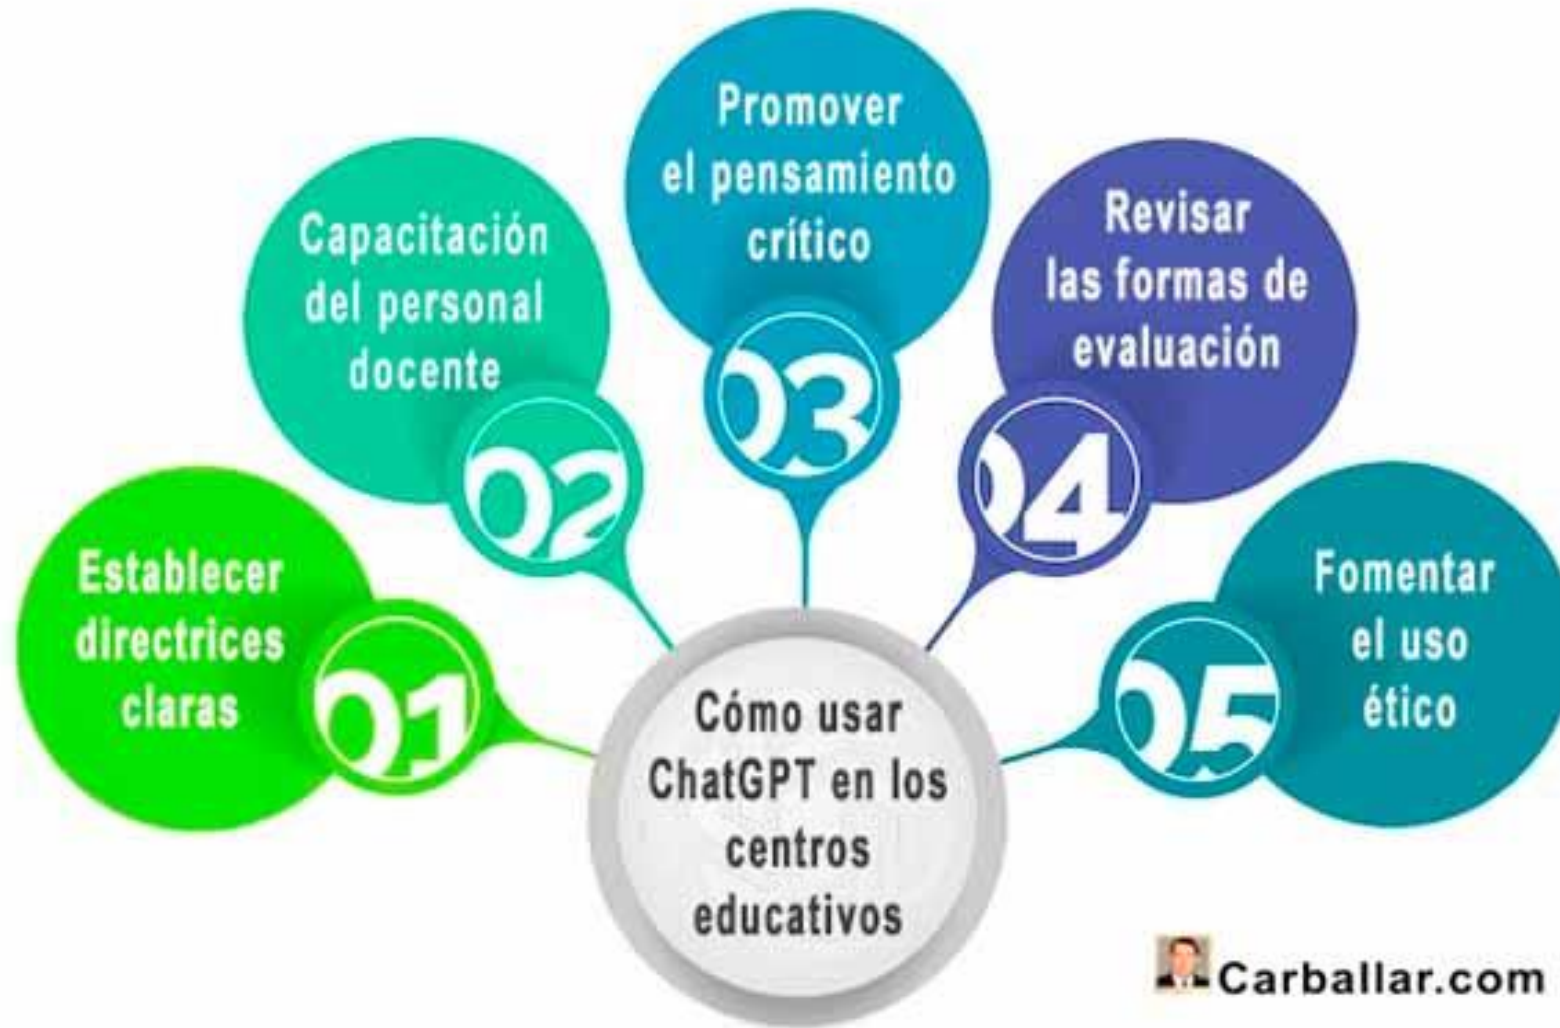 Establecer
directrices
claras
01
Capacitación
del personal
docente
02
Promover
el pensamiento
crítico
03
Revisar
las formas de
evaluación
04
Fomentar
el uso
ético
05
Cómo usar
ChatGPT en los
centros
educativos
Carballar.com